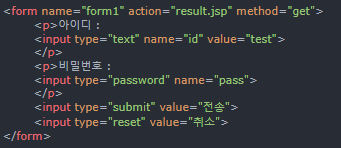 <form name="form1" action="result.jsp" method="get">
<p>아이디 :
<input type="text" name="id" value="test">
</p>
<p>비밀번호 :
<input type="password" name="pass">
</p>
<input type="submit" value="전송">
<input type="reset" value="취소">
</form>